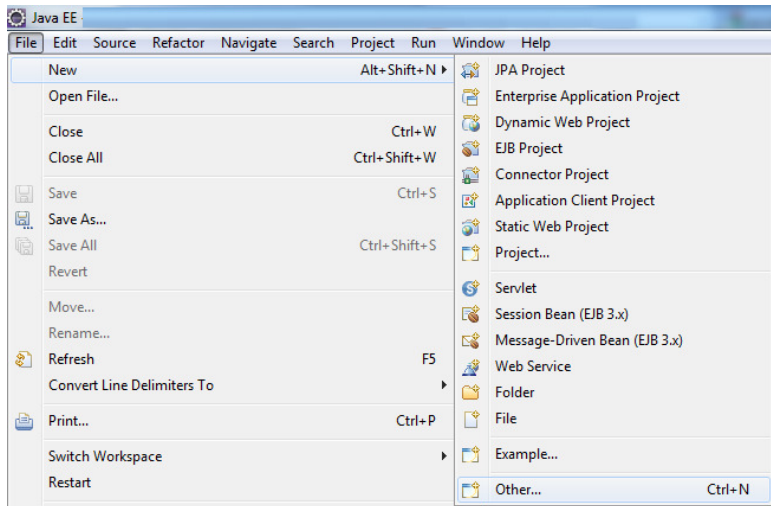 Java EE -
File Edit Source Refactor Navigate Search Project Run Window Help
New Alt+Shift+N
Open File...
Close Ctrl+W
Close All Ctrl+Shift+W
Save Ctrl+S
Save As...
Save All Ctrl+Shift+S
Revert
Move...
Rename...
Refresh F5
Convert Line Delimiters To
Print... Ctrl+P
Switch Workspace
Restart
JPA Project
Enterprise Application Project
Dynamic Web Project
EJB Project
Connector Project
Application Client Project
Static Web Project
Project...
Servlet
Session Bean (EJB 3.x)
Message-Driven Bean (EJB 3.x)
Web Service
Folder
File
Example...
Other... Ctrl+N